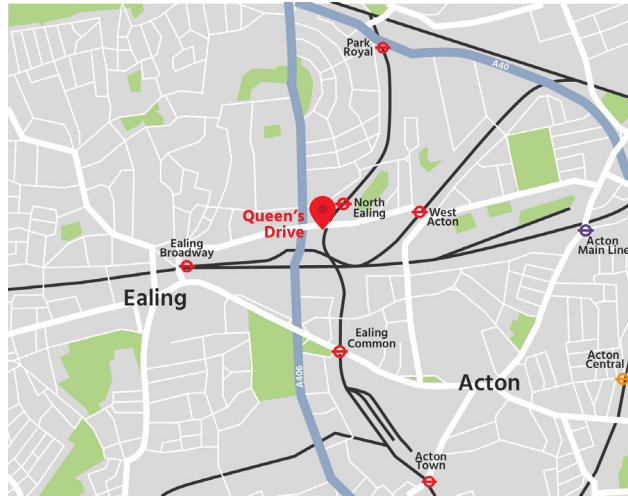 Park
Royal
A40
Queen's
Drive
North
Ealing
West
Acton
Ealing
Broadway
Acton
Main Line
Ealing
Ealing
Common
A406
Acton
Acton
Central
Acton
Town